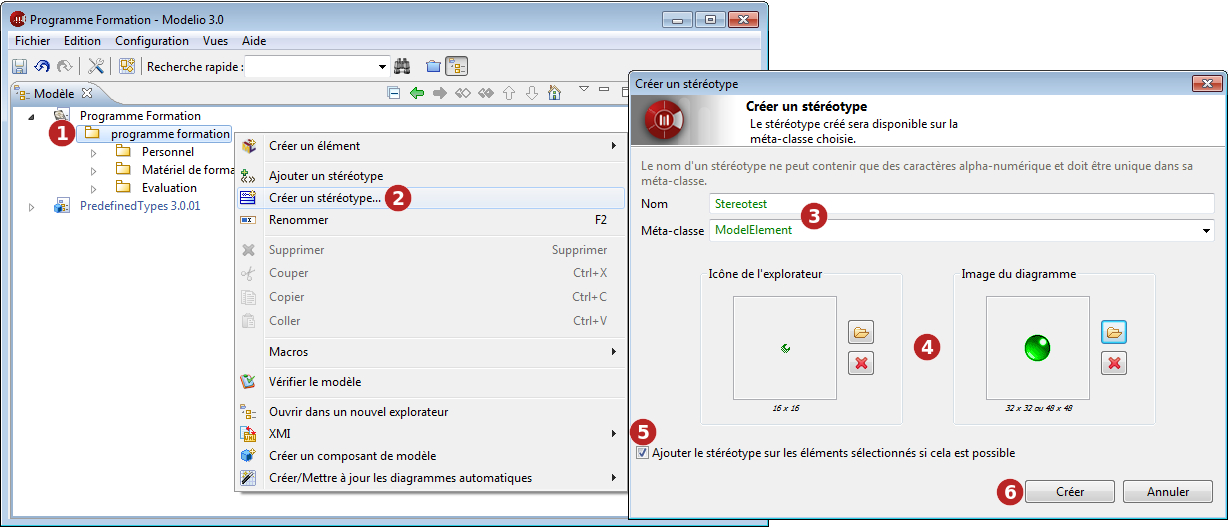 Programme Formation - Modelio 3.0
Fichier Edition Configuration Vues Aide
Recherche rapide :
Modèle
Programme Formation
1 programme formation
Personnel
Matériel de forma
Evaluation
PredefinedTypes 3.0.01
Créer un élément
Ajouter un stéréotype
Créer un stéréotype... 2
Renommer F2
Supprimer Supprimer
Couper Ctrl+X
Copier Ctrl+C
Coller Ctrl+V
Macros
Vérifier le modèle
Ouvrir dans un nouvel explorateur
XMI
Créer un composant de modèle
Créer/Mettre à jour les diagrammes automatiques
Créer un stéréotype
Créer un stéréotype
Le stéréotype créé sera disponible sur la
méta-classe choisie.
Le nom d'un stéréotype ne peut contenir que des caractères alpha-numérique et doit être unique dans sa
méta-classe.
Nom Stereotest
3
Méta-classe ModelElement
Icône de l'explorateur Image du diagramme
4
16 x 16 32 x 32 ou 48 x 48
5
Ajouter le stéréotype sur les éléments sélectionnés si cela est possible
6 Créer Annuler